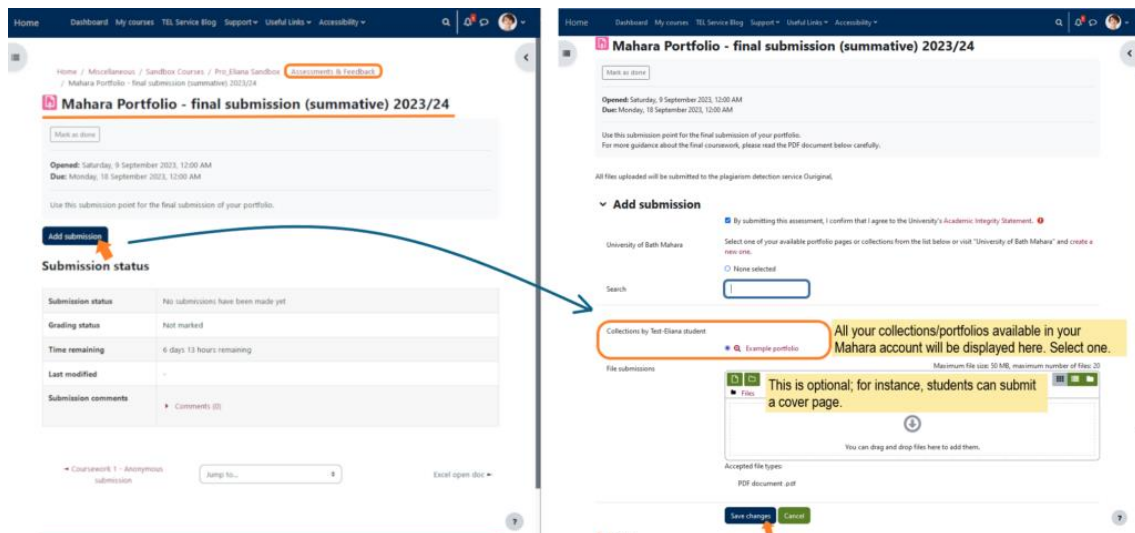 Home Dashboard My courses TEL Service Blog Support Useful Links Accessibility
Home / Miscellaneous / Sandbox Courses / Pro_Eliana Sandbox / Assessments & Feedback
/ Mahara Portfolio - final submission (summative) 2023/24
Mahara Portfolio - final submission (summative) 2023/24
Mark as done
Opened: Saturday, 9 September 2023, 12:00 AM
Due: Monday, 18 September 2023, 12:00 AM
Use this submission point for the final submission of your portfolio.
Add submission
Submission status
Submission status No submissions have been made yet
Grading status Not marked
Time remaining 6 days 13 hours remaining
Last modified -
Submission comments Comments (0)
Coursework 1 - Anonymous
submission
Jump to...
Excel open doc
?
Home Dashboard My courses TEL Service Blog Support Useful Links Accessibility
Mahara Portfolio - final submission (summative) 2023/24
Mark as done
Opened: Saturday, 9 September 2023, 12:00 AM
Due: Monday, 18 September 2023, 12:00 AM
Use this submission point for the final submission of your portfolio.
For more guidance about the final coursework, please read the PDF document below carefully.
All files uploaded will be submitted to the plagiarism detection service Ouriginal,
Add submission
By submitting this assessment, I confirm that I agree to the University's Academic Integrity Statement.
University of Bath Mahara
Select one of your available portfolio pages or collections from the list below or visit "University of Bath Mahara" and create a
new one.
None selected
Search
Collections by Test-Eliana student
Example portfolio
All your collections/portfolios available in your
Mahara account will be displayed here. Select one.
File submissions
Maximum file size: 50 MB, maximum number of files: 20
Files
This is optional; for instance, students can submit
a cover page.
You can drag and drop files here to add them.
Accepted file types:
PDF document .pdf
Save changes Cancel
?